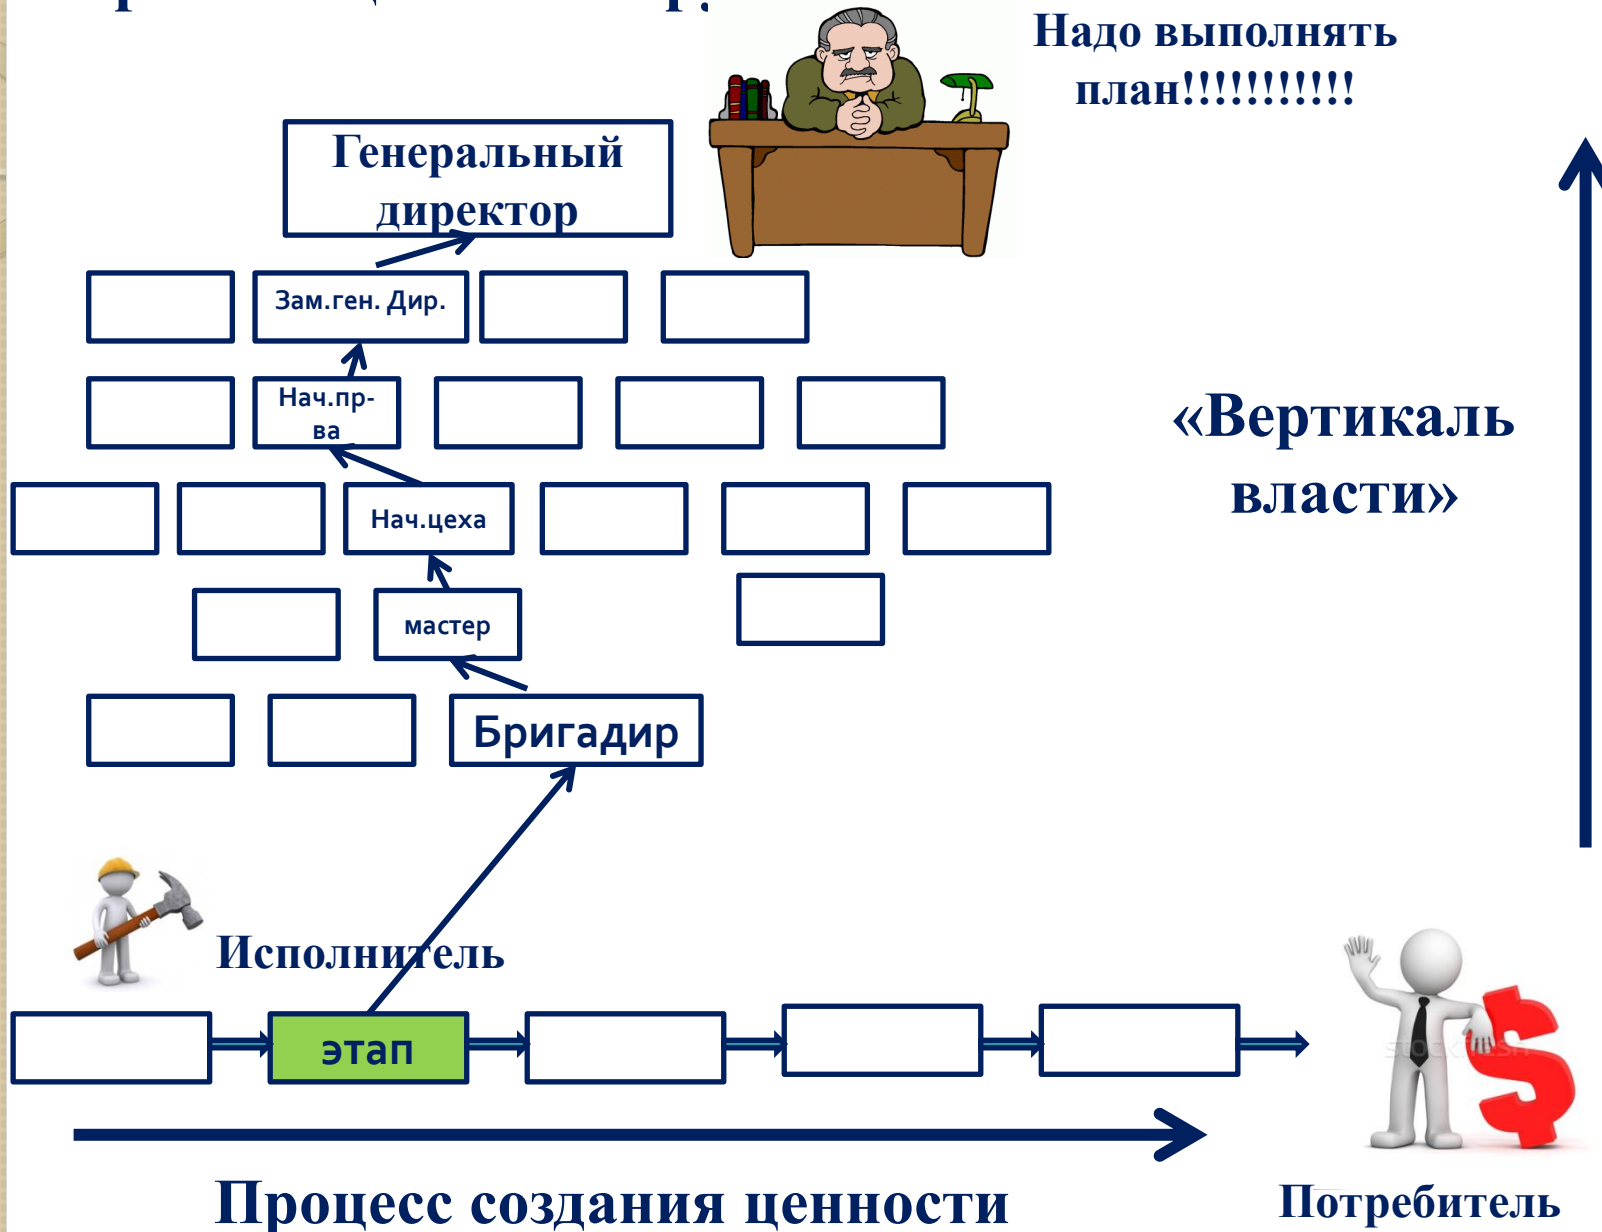 Надо выполнять
план!!!!!!!!!!!
Генеральный
директор
Зам.ген. Дир.
Нач.пр-
ва
«Вертикаль
власти»
Нач.цеха
мастер
Бригадир
Исполнитель
этап
Процесс создания ценности
Потребитель